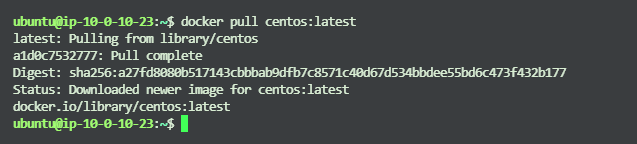 ubuntu@ip-10-0-10-23:~$ docker pull centos:latest
latest: Pulling from library/centos
a1d0c7532777: Pull complete
Digest: sha256:a27fd8080b517143cbbbab9dfb7c8571c40d67d534bbdee55bd6c473f432b177
Status: Downloaded newer image for centos:latest
docker.io/library/centos:latest
ubuntu@ip-10-0-10-23:~$